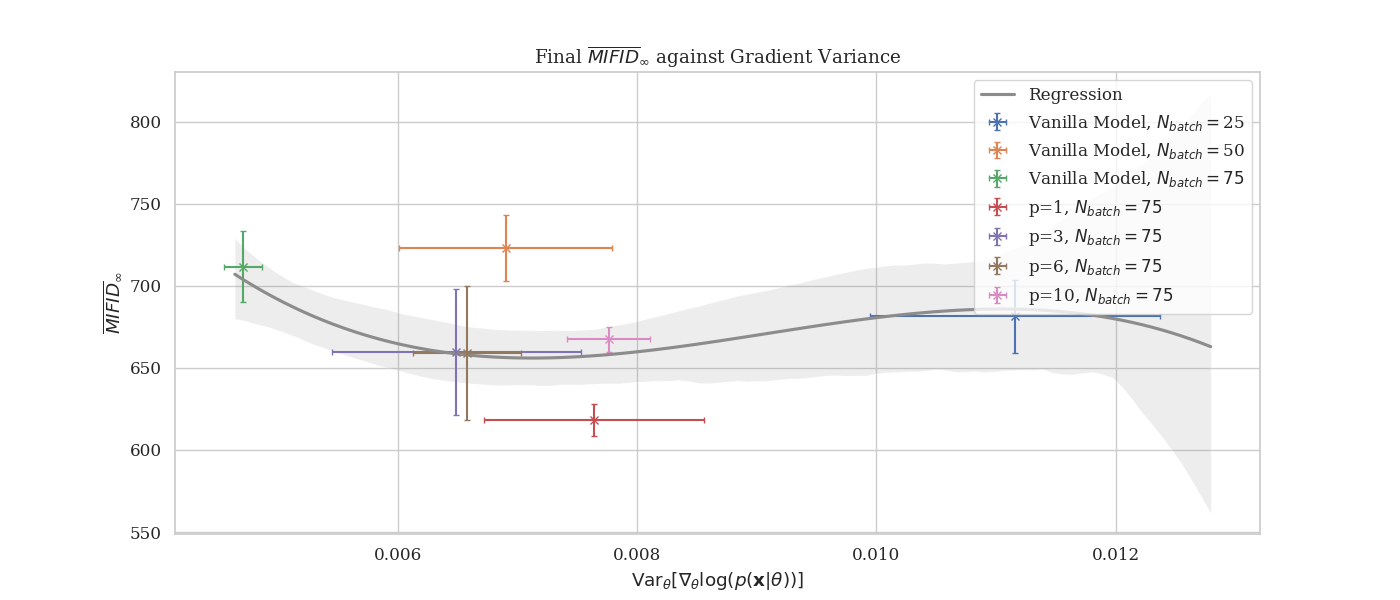 Final $\overline{MIFID}_\infty$ against Gradient Variance
Regression
Vanilla Model, $N_{batch} = 25$
Vanilla Model, $N_{batch} = 50$
Vanilla Model, $N_{batch} = 75$
p=1, $N_{batch} = 75$
p=3, $N_{batch} = 75$
p=6, $N_{batch} = 75$
p=10, $N_{batch} = 75$
$\overline{MIFID}_\infty$
800
750
700
650
600
550
0.006 0.008 0.010 0.012
$\mathrm{Var}_\theta[\nabla_\theta \log(p(\mathbf{x}|\theta))]$